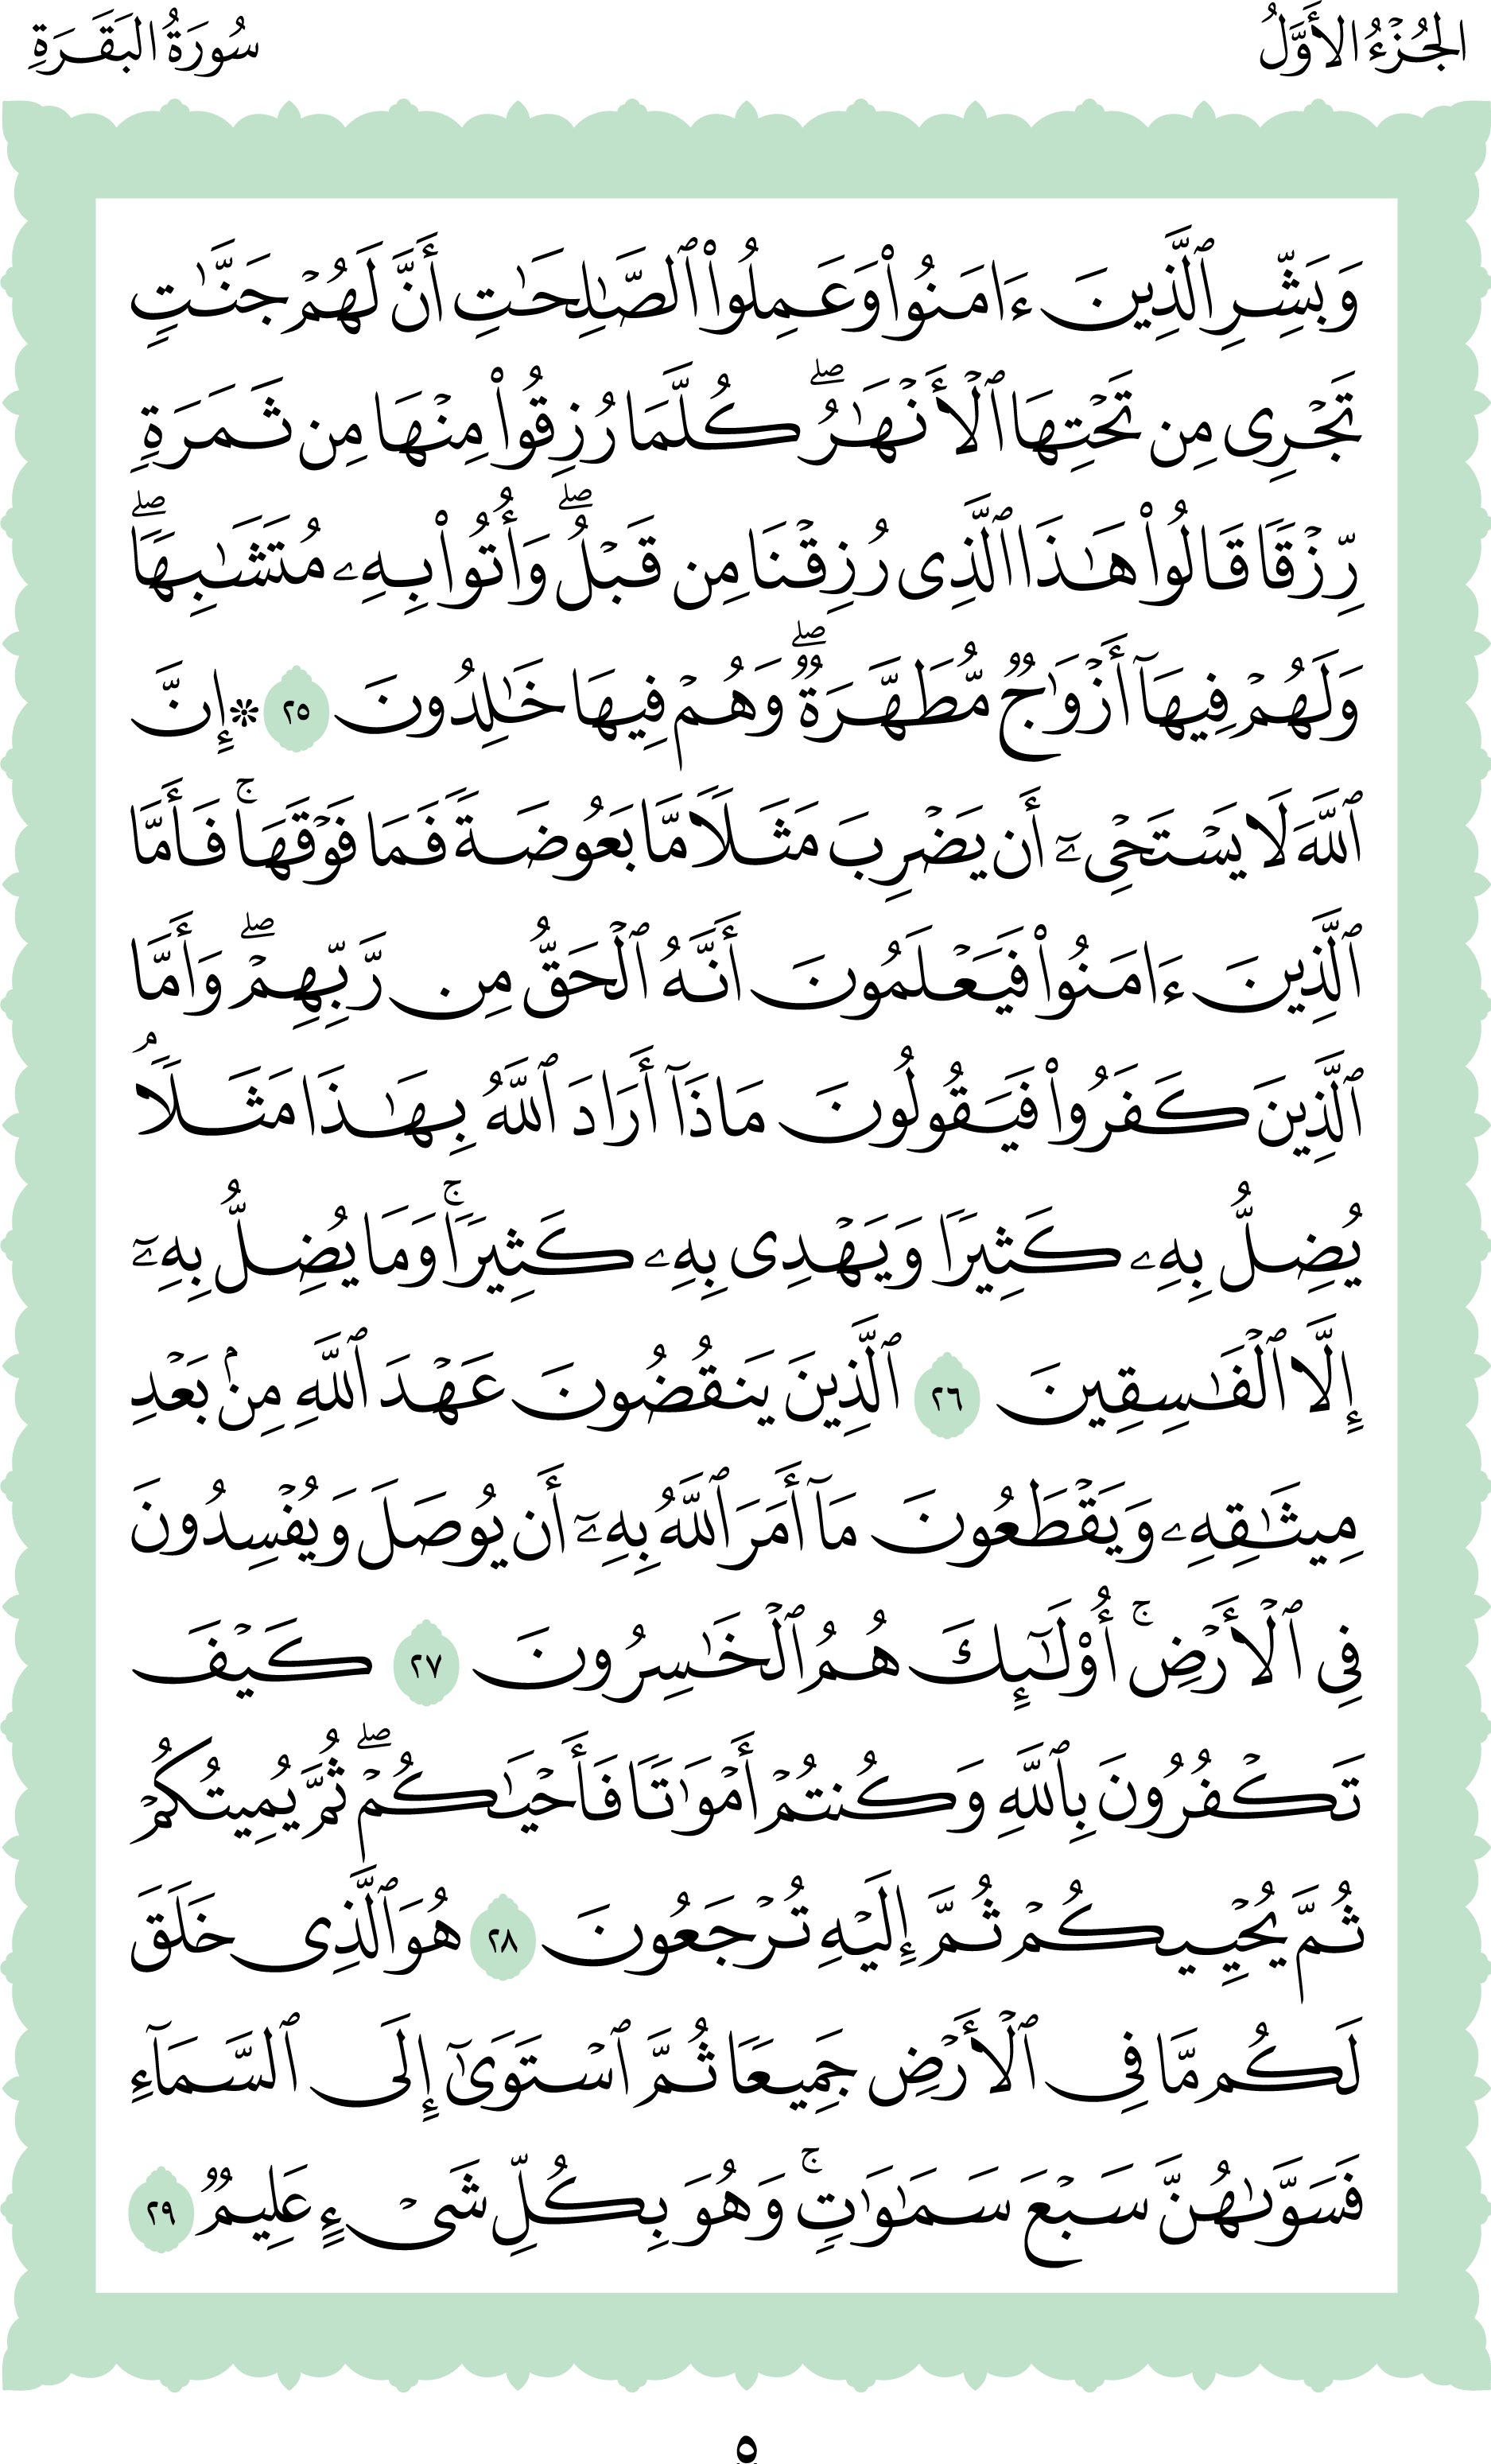 الجُزْءُ الأَوَّلُ
سُورَةُ البَقَرَةِ
وَبَشِّرِ ٱلَّذِينَ ءَامَنُوا۟ وَعَمِلُوا۟ ٱلصَّٰلِحَٰتِ أَنَّ لَهُمْ جَنَّٰتٍ
تَجْرِى مِن تَحْتِهَا ٱلْأَنْهَٰرُ ۖ كُلَّمَا رُزِقُوا۟ مِنْهَا مِن ثَمَرَةٍ
رِّزْقًا قَالُوا۟ هَٰذَا ٱلَّذِى رُزِقْنَا مِن قَبْلُ ۖ وَأُتُوا۟ بِهِۦ مُتَشَٰبِهًا ۖ
وَلَهُمْ فِيهَآ أَزْوَٰجٌ مُّطَهَّرَةٌ ۖ وَهُمْ فِيهَا خَٰلِدُونَ ٢٥ ۞ إِنَّ
ٱللَّهَ لَا يَسْتَحْىِۦٓ أَن يَضْرِبَ مَثَلًا مَّا بَعُوضَةً فَمَا فَوْقَهَا ۚ فَأَمَّا
ٱلَّذِينَ ءَامَنُوا۟ فَيَعْلَمُونَ أَنَّهُ ٱلْحَقُّ مِن رَّبِّهِمْ ۖ وَأَمَّا
ٱلَّذِينَ كَفَرُوا۟ فَيَقُولُونَ مَاذَآ أَرَادَ ٱللَّهُ بِهَٰذَا مَثَلًا ۘ
يُضِلُّ بِهِۦ كَثِيرًا وَيَهْدِى بِهِۦ كَثِيرًا ۚ وَمَا يُضِلُّ بِهِۦٓ
إِلَّا ٱلْفَٰسِقِينَ ٢٦ ٱلَّذِينَ يَنقُضُونَ عَهْدَ ٱللَّهِ مِنۢ بَعْدِ
مِيثَٰقِهِۦ وَيَقْطَعُونَ مَآ أَمَرَ ٱللَّهُ بِهِۦٓ أَن يُوصَلَ وَيُفْسِدُونَ
فِى ٱلْأَرْضِ ۚ أُو۟لَٰٓئِكَ هُمُ ٱلْخَٰسِرُونَ ٢٧ كَيْفَ
تَكْفُرُونَ بِٱللَّهِ وَكُنتُمْ أَمْوَٰتًا فَأَحْيَٰكُمْ ۖ ثُمَّ يُمِيتُكُمْ
ثُمَّ يُحْيِيكُمْ ثُمَّ إِلَيْهِ تُرْجَعُونَ ٢٨ هُوَ ٱلَّذِى خَلَقَ
لَكُم مَّا فِى ٱلْأَرْضِ جَمِيعًا ثُمَّ ٱسْتَوَىٰٓ إِلَى ٱلسَّمَآءِ
فَسَوَّىٰهُنَّ سَبْعَ سَمَٰوَٰتٍ ۚ وَهُوَ بِكُلِّ شَىْءٍ عَلِيمٌ ٢٩
٥